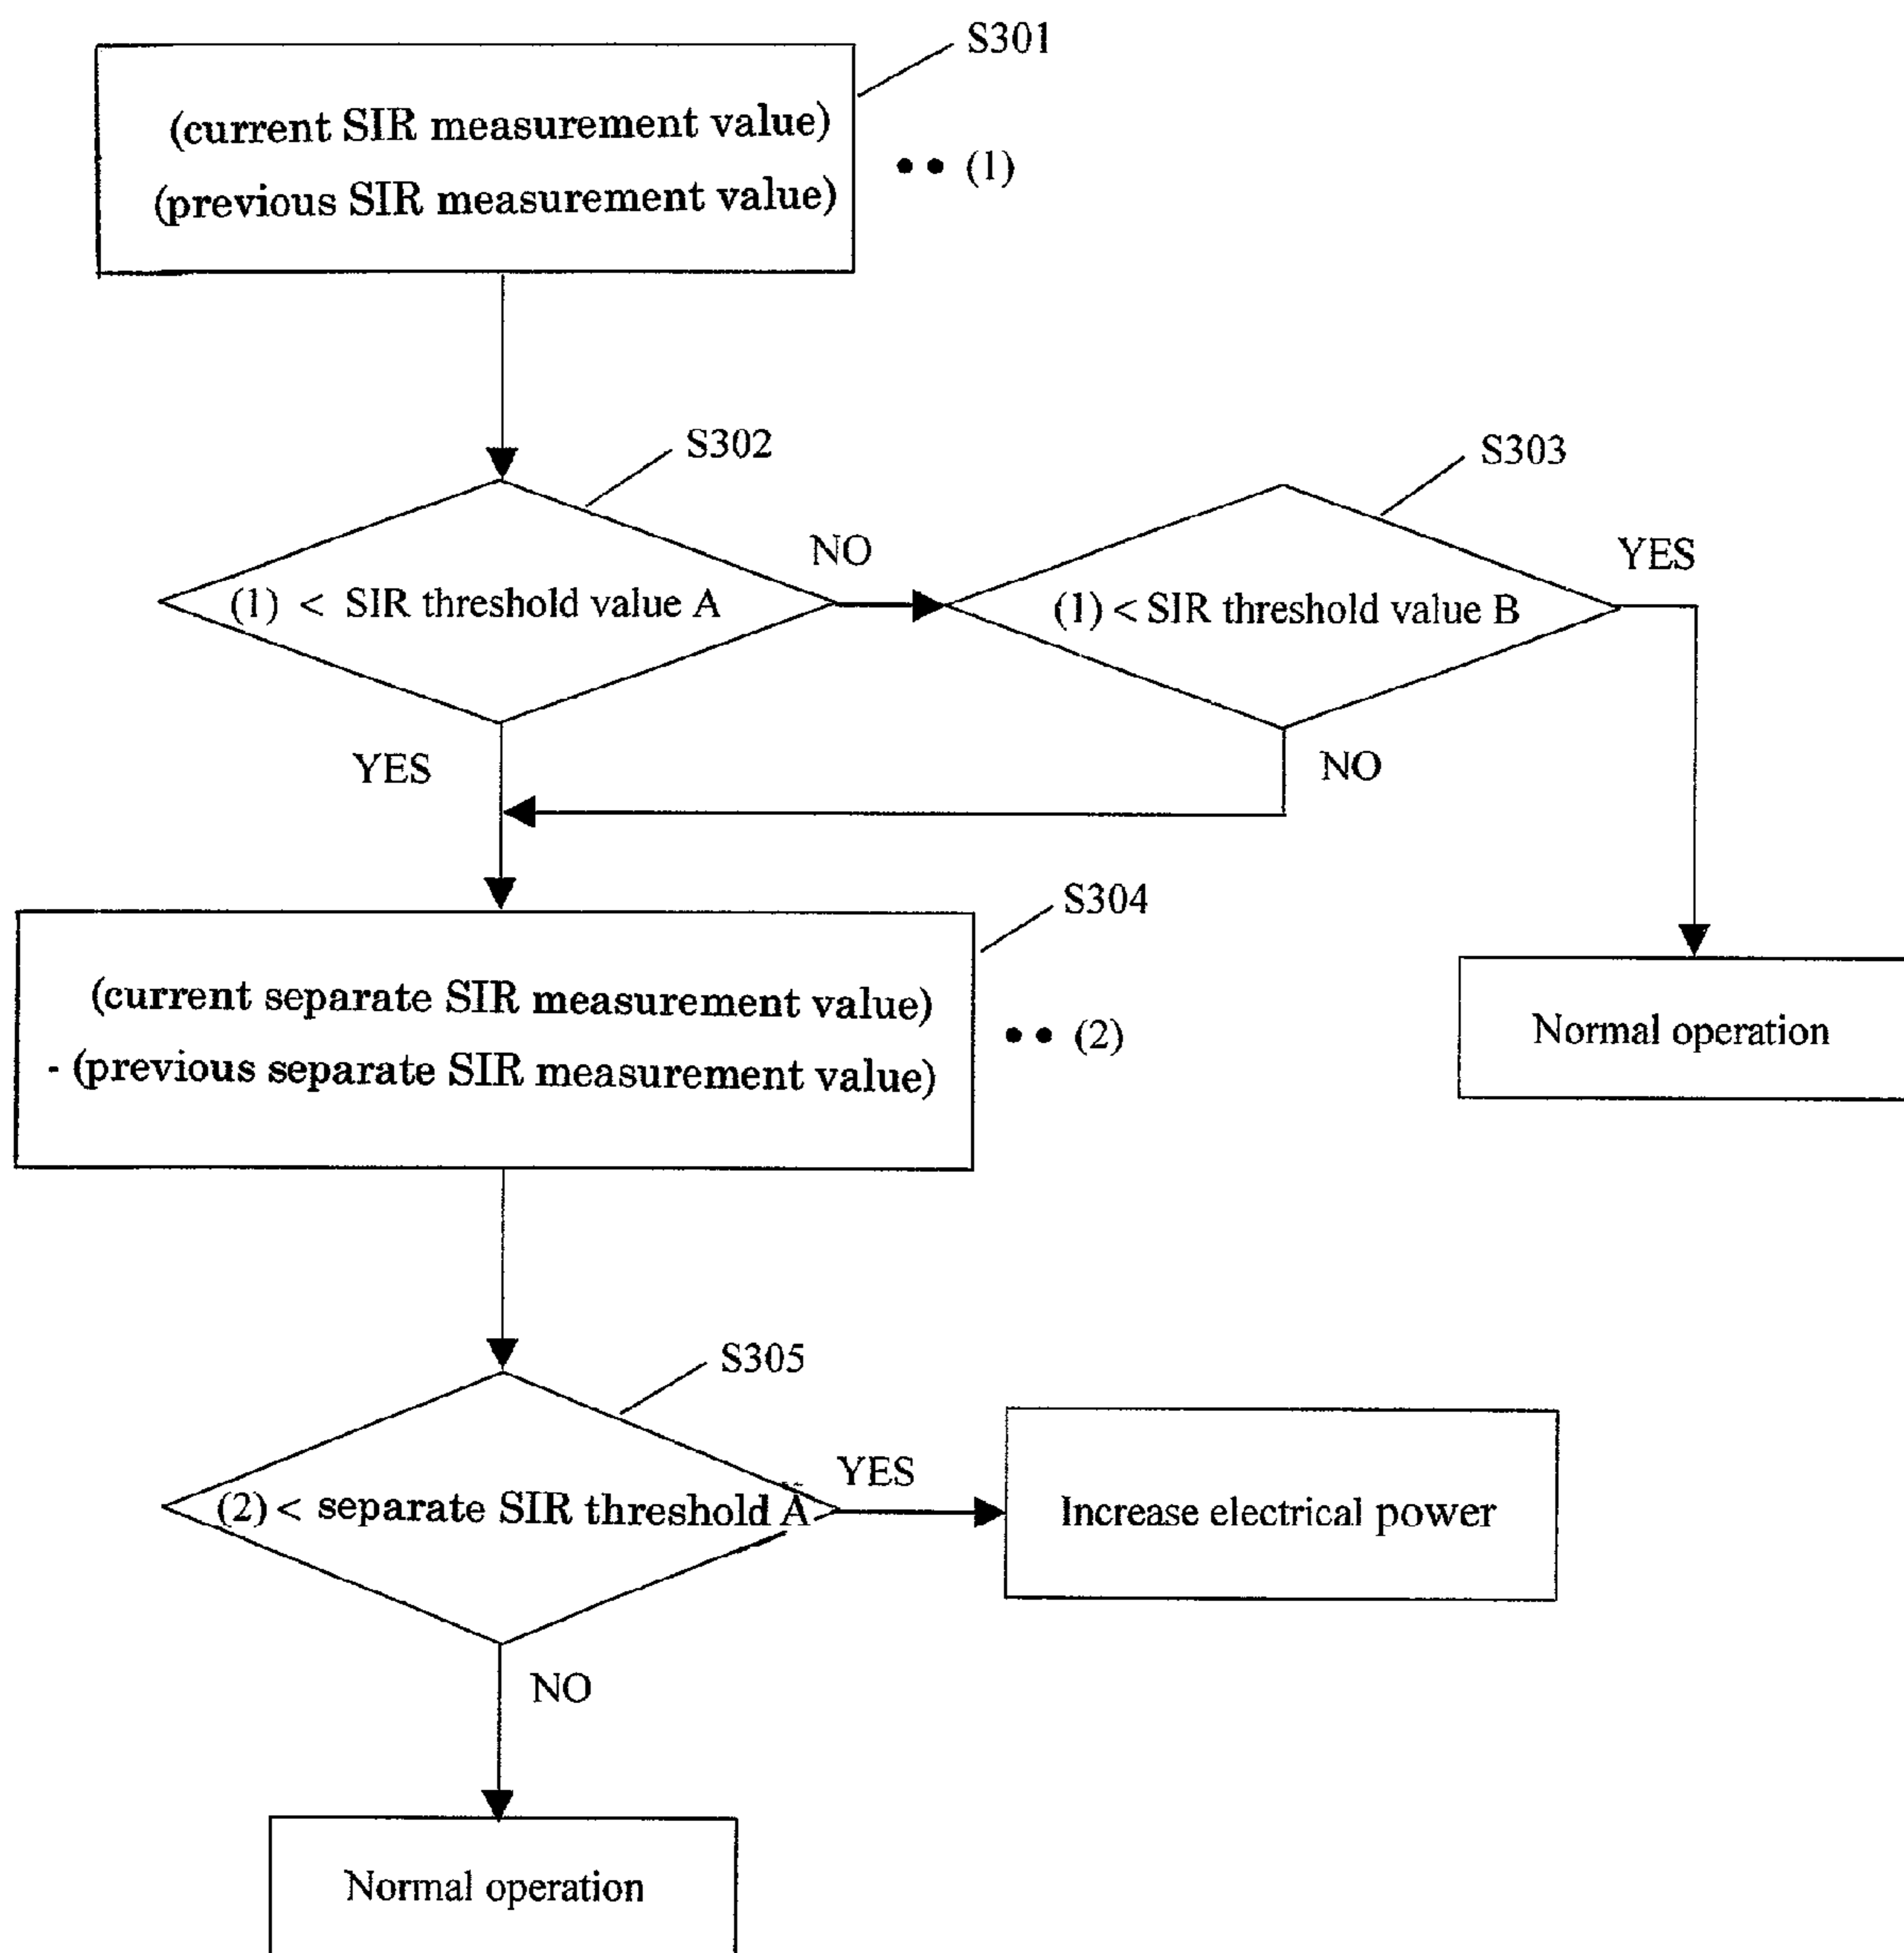 S301
(current SIR measurement value)
(previous SIR measurement value)
•• (1)
S302
S303
(1) < SIR threshold value A
NO
(1) < SIR threshold value B
YES
YES
NO
S304
(current separate SIR measurement value)
- (previous separate SIR measurement value)
•• (2)
Normal operation
S305
(2) < separate SIR threshold A
YES
Increase electrical power
NO
Normal operation